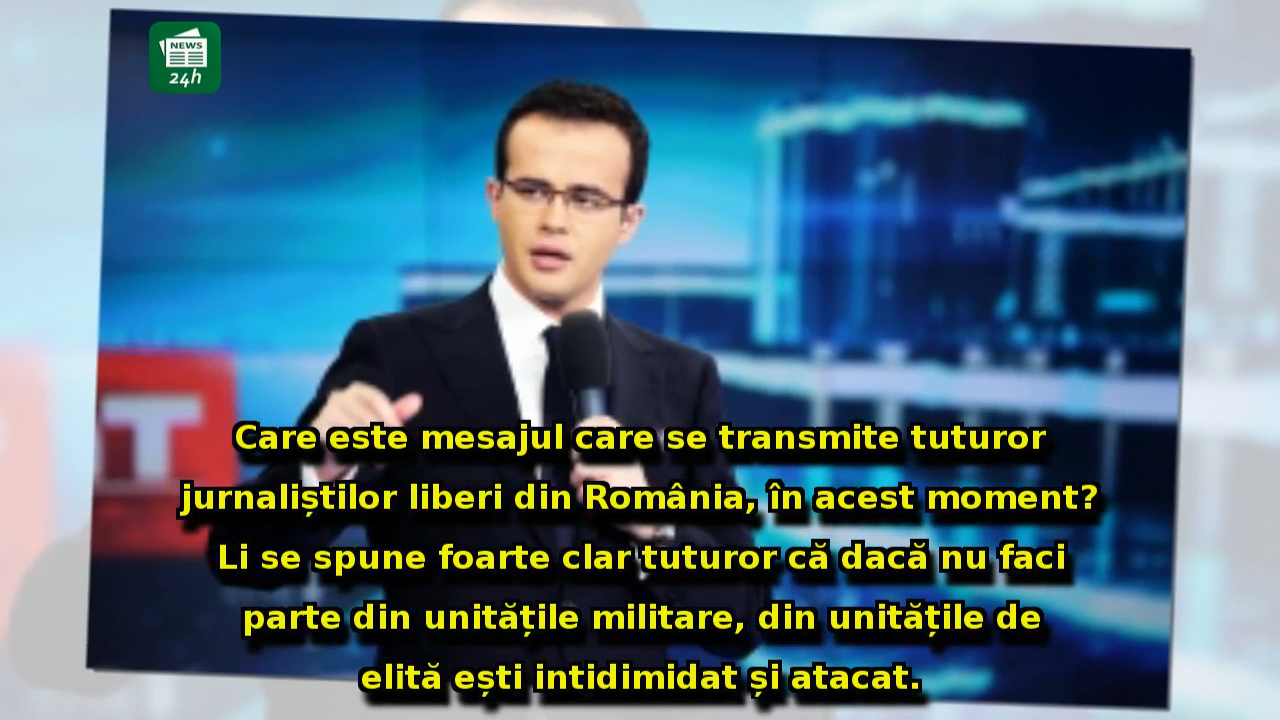 NEWS
24h
T
Care este mesajul care se transmite tuturor
jurnaliștilor liberi din România, în acest moment?
Li se spune foarte clar tuturor că dacă nu faci
parte din unitățile militare, din unitățile de
elită ești intidimidat și atacat.